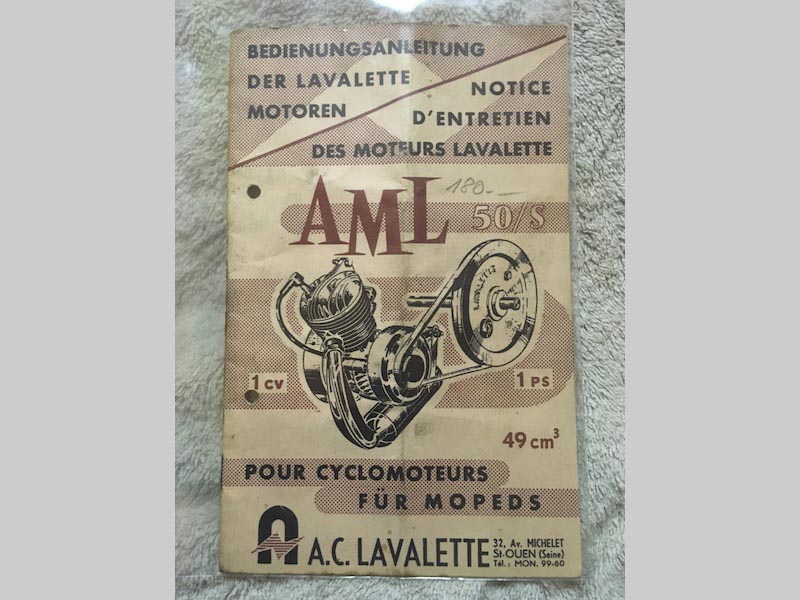 BEDIENUNGSANLEITUNG
DER LAVALETTE
MOTOREN
NOTICE
D'ENTRETIEN
DES MOTEURS LAVALETTE
AML
180.-
50/S
LAVALETTE
1 CV
1 PS
49 cm³
POUR CYCLOMOTEURS
FÜR MOPEDS
A.C. LAVALETTE
32, Av. MICHELET
St-OUEN (Seine)
Tél : MON. 99-60